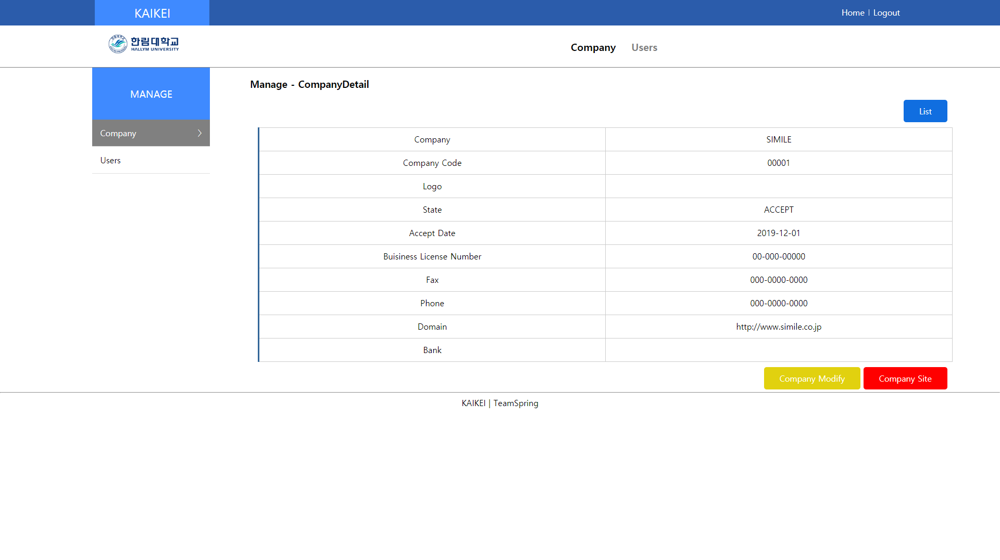 KAIKEI
Home | Logout
한림대학교
HALLYM UNIVERSITY
Company Users
MANAGE
Company
Users
Manage - CompanyDetail
List
Company SIMILE
Company Code 00001
Logo
State ACCEPT
Accept Date 2019-12-01
Buisiness License Number 00-000-00000
Fax 000-0000-0000
Phone 000-0000-0000
Domain http://www.simile.co.jp
Bank
Company Modify Company Site
KAIKEI | TeamSpring